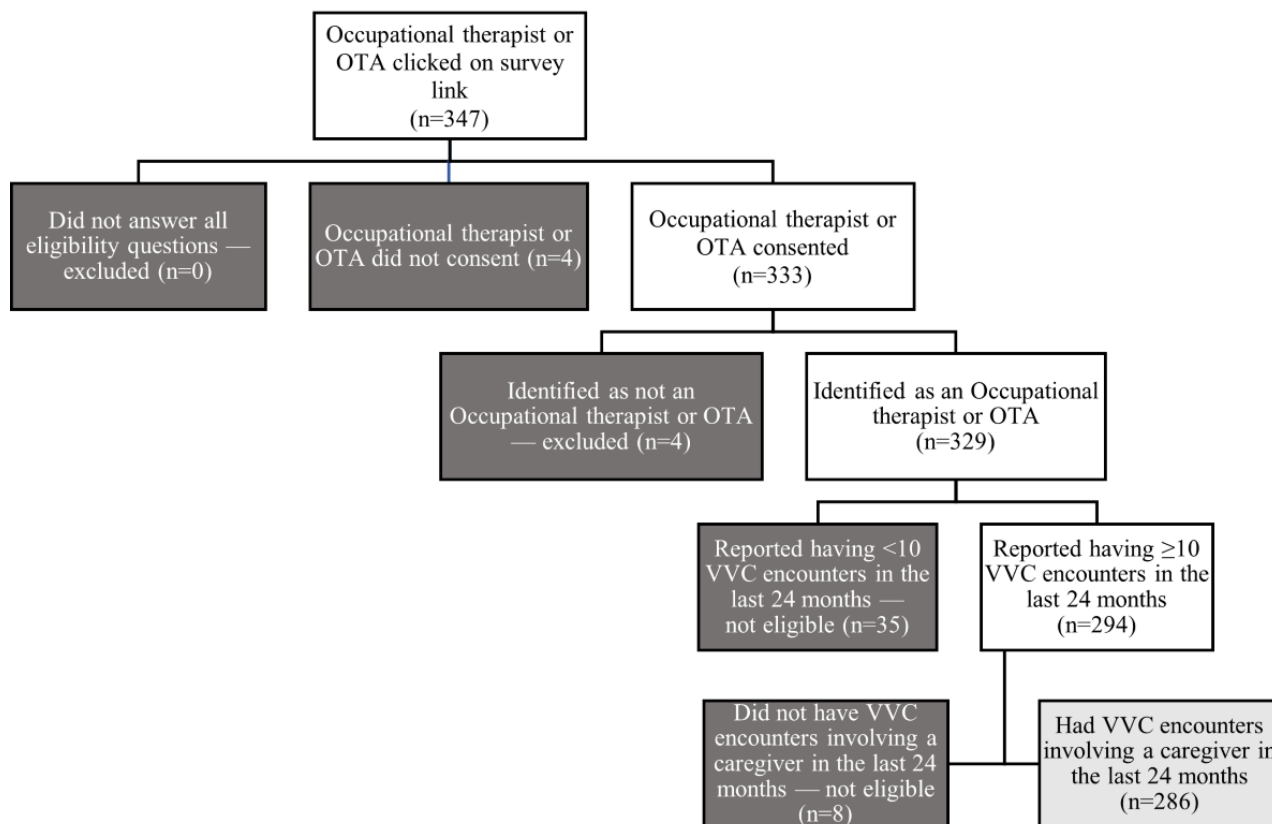 Occupational therapist or
OTA clicked on survey
link
(n=347)
Did not answer all
eligibility questions —
excluded (n=0)
Occupational therapist or
OTA did not consent (n=4)
Occupational therapist or
OTA consented
(n=333)
Identified as not an
Occupational therapist or OTA
— excluded (n=4)
Identified as an Occupational
therapist or OTA
(n=329)
Reported having <10
VVC encounters in the
last 24 months —
not eligible (n=35)
Reported having ≥10
VVC encounters in the
last 24 months
(n=294)
Did not have VVC
encounters involving a
caregiver in the last 24
months — not eligible
(n=8)
Had VVC encounters
involving a caregiver in
the last 24 months
(n=286)